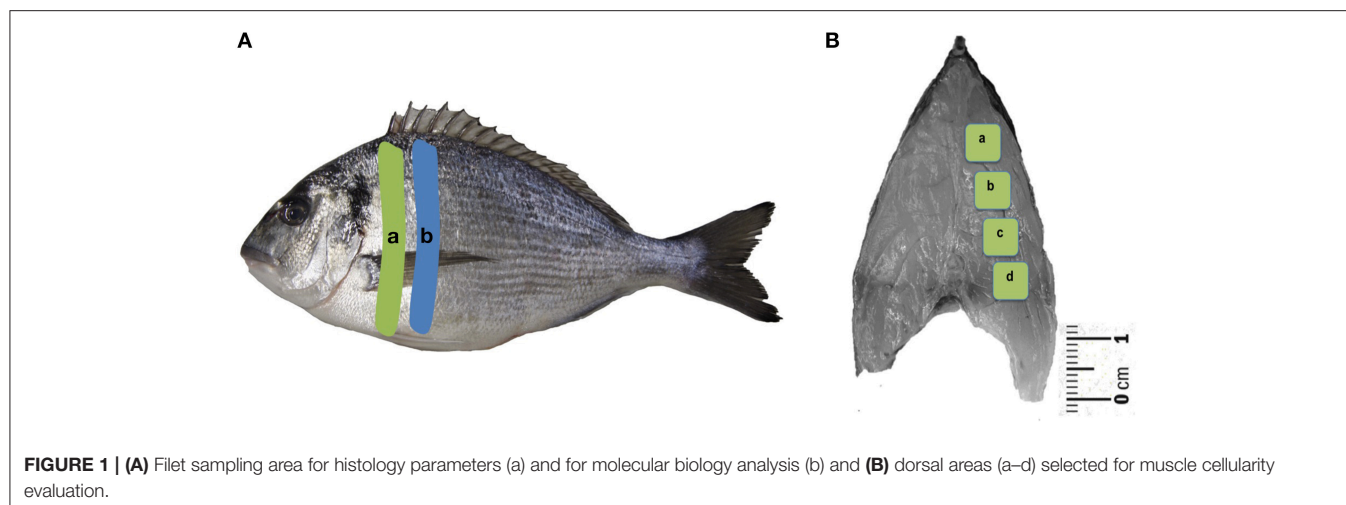 A
B
a
b
a
b
c
d
1
0 cm
FIGURE 1 | (A) Filet sampling area for histology parameters (a) and for molecular biology analysis (b) and (B) dorsal areas (a–d) selected for muscle cellularity
evaluation.